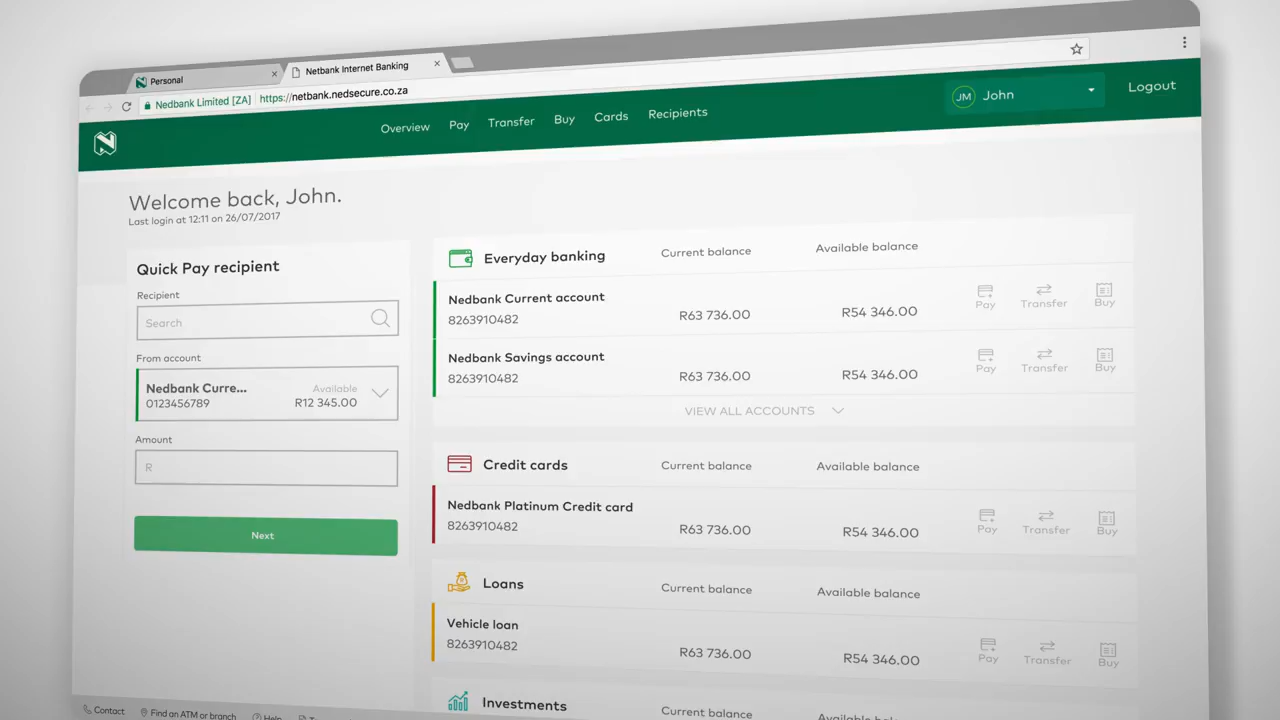 Personal
Netbank Internet Banking
Nedbank Limited [ZA] https://netbank.nedsecure.co.za
Overview Pay Transfer Buy Cards Recipients
JM John
Logout
Welcome back, John.
Last login at 12:11 on 26/07/2017
Quick Pay recipient
Recipient
Search
From account
Nedbank Curre...
Available
0123456789
R12 345.00
Amount
R
Next
Everyday banking Current balance Available balance
Nedbank Current account
8263910482 R63 736.00 R54 346.00 Pay Transfer Buy
Nedbank Savings account
8263910482 R63 736.00 R54 346.00 Pay Transfer Buy
VIEW ALL ACCOUNTS
Credit cards Current balance Available balance
Nedbank Platinum Credit card
8263910482 R63 736.00 R54 346.00 Pay Transfer Buy
Loans Current balance Available balance
Vehicle loan
8263910482 R63 736.00 R54 346.00 Pay Transfer Buy
Investments Current balance Available balance
Contact Find an ATM or branch Help